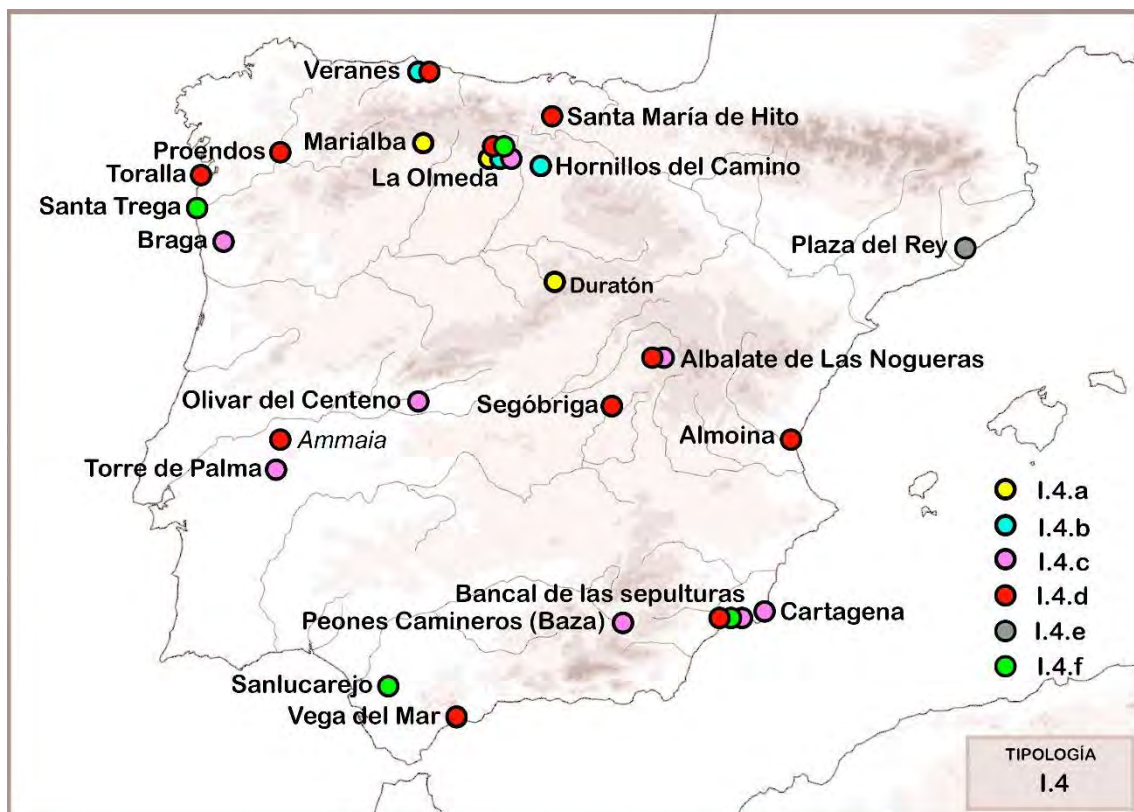 Veranes
Santa María de Hito
Marialba
Proendos
La Olmeda
Hornillos del Camino
Toralla
Santa Trega
Braga
Plaza del Rey
Duratón
Albalate de Las Nogueras
Olivar del Centeno
Segóbriga
Ammaia
Almoina
Torre de Palma
I.4.a
I.4.b
I.4.c
I.4.d
I.4.e
I.4.f
Bancal de las sepulturas
Cartagena
Peones Camineros (Baza)
Sanlucarejo
Vega del Mar
TIPOLOGÍA
I.4